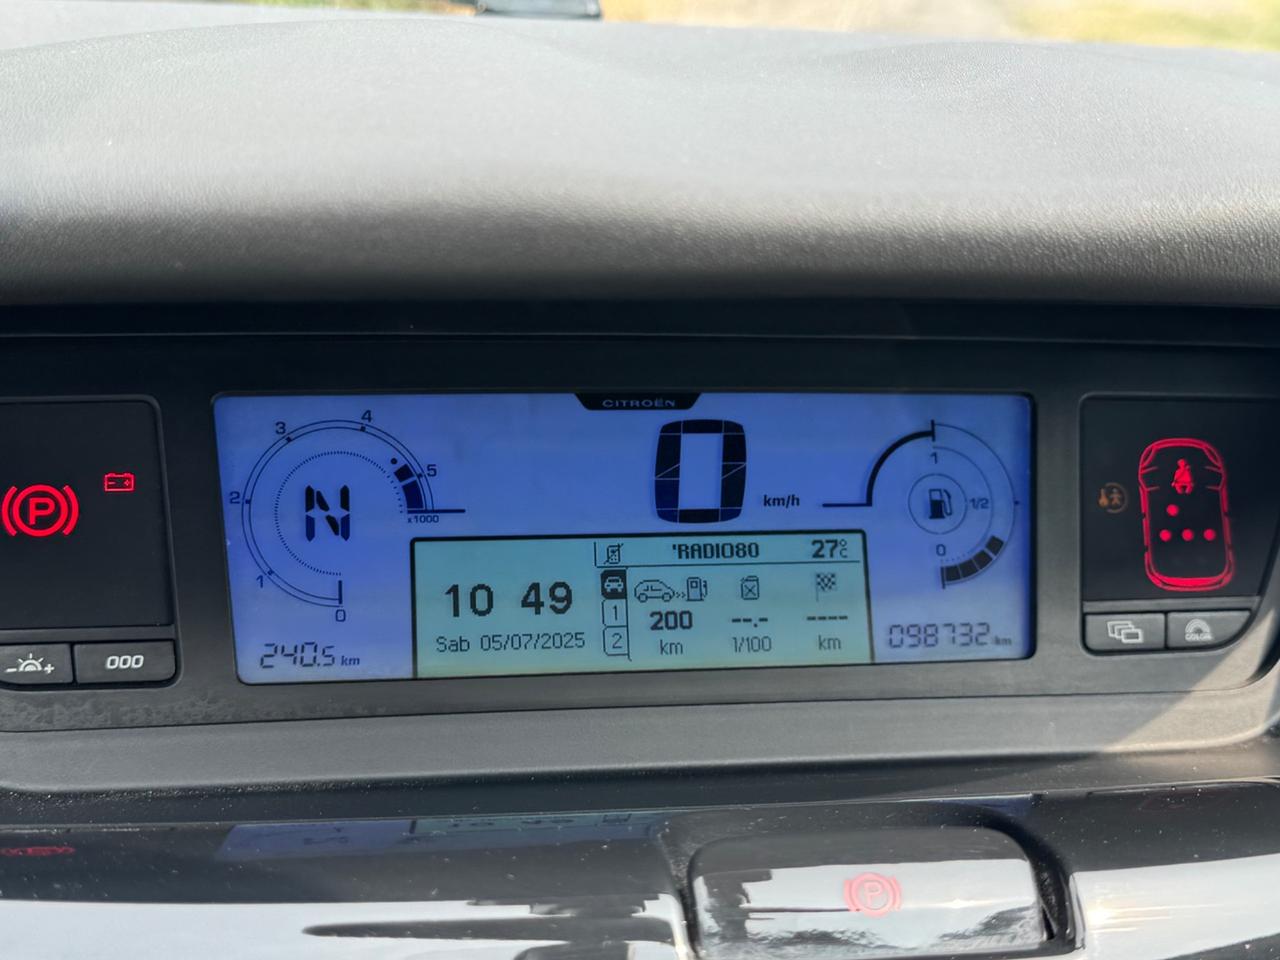 CITROËN
4
3
5
2
x1000
1
0
N
240.5 km
0
km/h
'RADIO80 27°C
10 49
1
200 --.- ----
Sab 05/07/2025
2
km 1/100 km
1
1/2
0
098732 km
P
000
COLOR
P